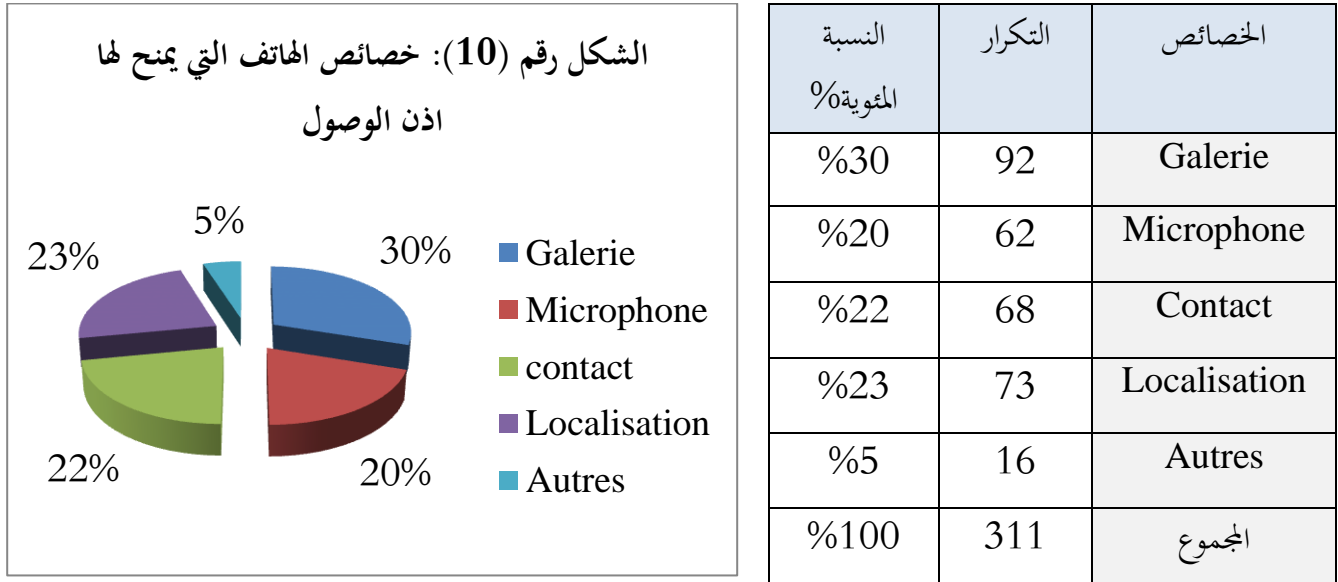 الشكل رقم (10): خصائص الهاتف التي يمنح لها
اذن الوصول
5%
23%
30%
22%
20%
Galerie
Microphone
contact
Localisation
Autres
الخصائص التكرار النسبة
المئوية%
Galerie 92 %30
Microphone 62 %20
Contact 68 %22
Localisation 73 %23
Autres 16 %5
المجموع 311 %100